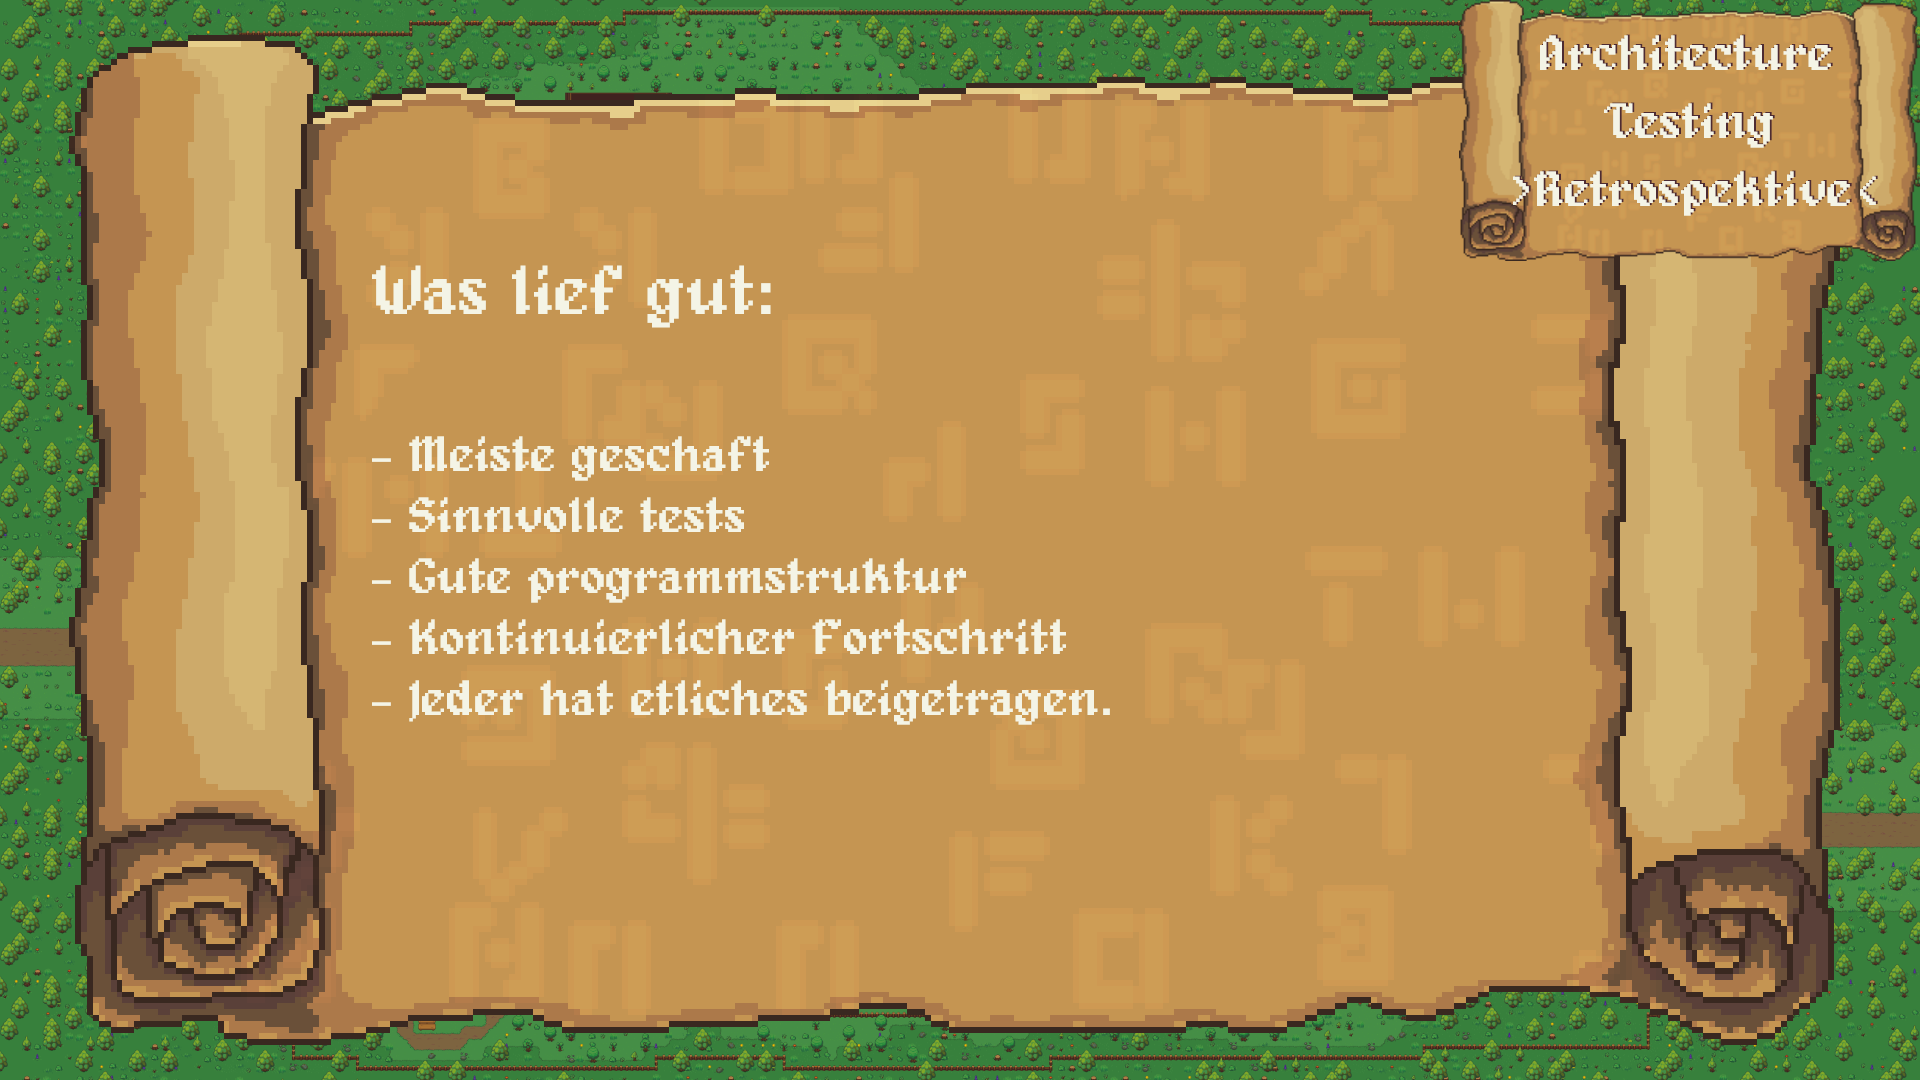 Architecture
Testing
>Retrospektive<
Was lief gut:
- Meiste geschaft
- Sinnvolle tests
- Gute programmstruktur
- Kontinuierlicher Fortschritt
- Jeder hat etliches beigetragen.